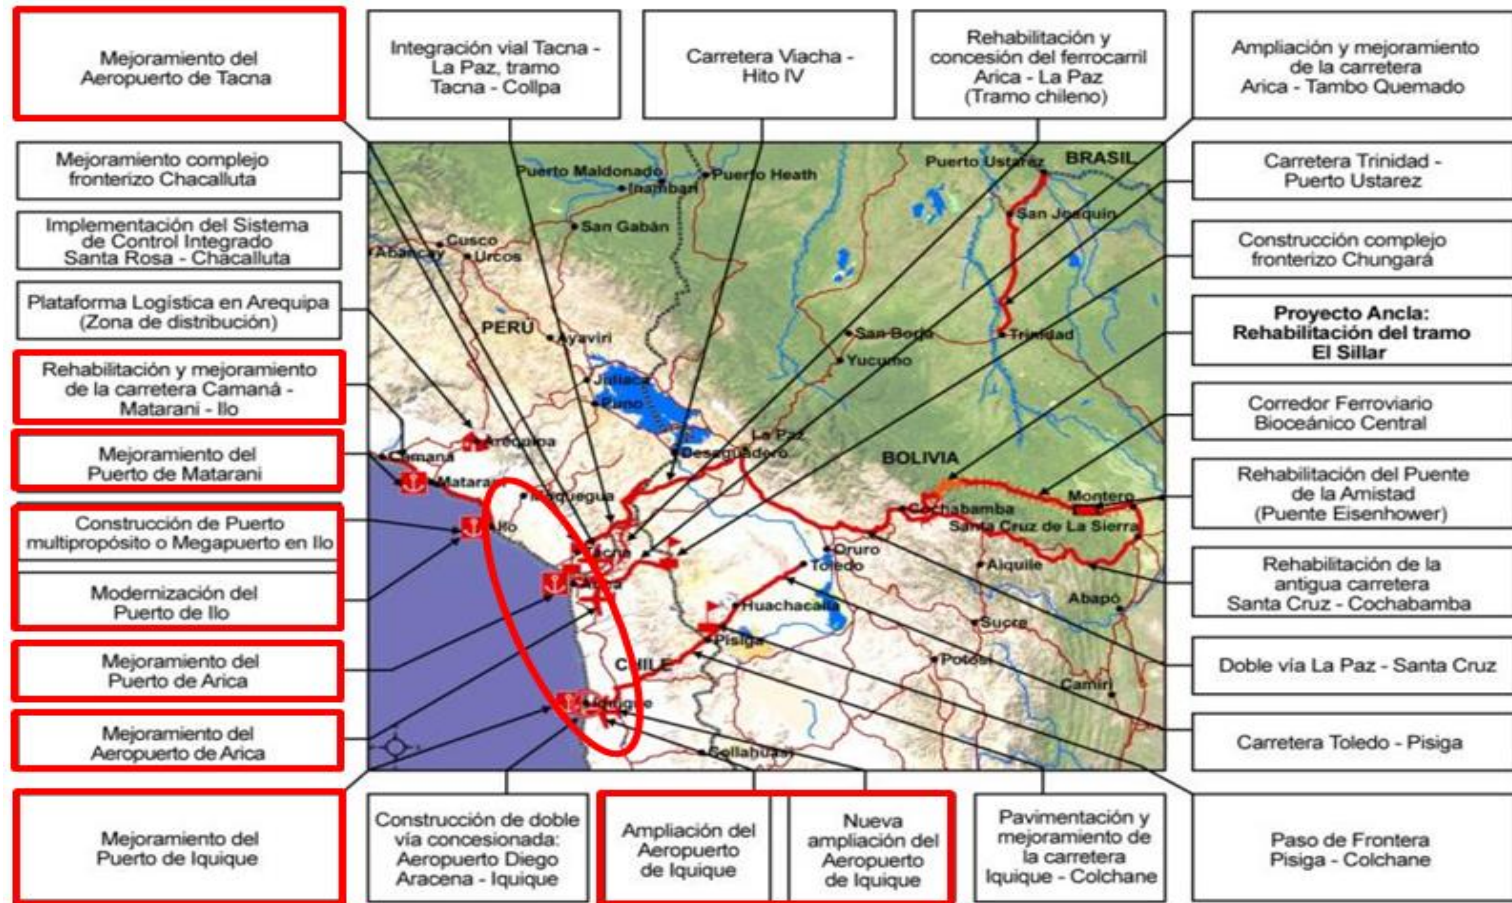 Mejoramiento del
Aeropuerto de Tacna
Integración vial Tacna -
La Paz, tramo
Tacna - Collpa
Carretera Viacha -
Hito IV
Rehabilitación y
concesión del ferrocarril
Arica - La Paz
(Tramo chileno)
Ampliación y mejoramiento
de la carretera
Arica - Tambo Quemado
Mejoramiento complejo
fronterizo Chacalluta
Implementación del Sistema
de Control Integrado
Santa Rosa - Chacalluta
Plataforma Logística en Arequipa
(Zona de distribución)
Rehabilitación y mejoramiento
de la carretera Camaná -
Matarani - Ilo
Mejoramiento del
Puerto de Matarani
Construcción de Puerto
multipropósito o Megapuerto en Ilo
Modernización del
Puerto de Ilo
Mejoramiento del
Puerto de Arica
Mejoramiento del
Aeropuerto de Arica
Mejoramiento del
Puerto de Iquique
Puerto Ustarez
BRASIL
Puerto Maldonado
Puerto Heath
Inambari
San Joaquín
San Gabán
Cusco
Abancay
Urcos
PERÚ
Ayaviri
San Borja
Trinidad
Yucumo
Juliaca
Puno
La Paz
Arequipa
Desaguadero
BOLIVIA
Camana
Matarani
Moquegua
Montero
Cochabamba
Santa Cruz de La Sierra
Ilo
Tacna
Oruro
Toledo
Aiquile
Arica
Huachacalla
Abapó
Sucre
Pisiga
CHILE
Potosí
Camiri
Iquique
Collahuasi
Carretera Trinidad -
Puerto Ustarez
Construcción complejo
fronterizo Chungará
Proyecto Ancla:
Rehabilitación del tramo
El Sillar
Corredor Ferroviario
Bioceánico Central
Rehabilitación del Puente
de la Amistad
(Puente Eisenhower)
Rehabilitación de la
antigua carretera
Santa Cruz - Cochabamba
Doble vía La Paz - Santa Cruz
Carretera Toledo - Pisiga
Construcción de doble
vía concesionada:
Aeropuerto Diego
Aracena - Iquique
Ampliación del
Aeropuerto
de Iquique
Nueva
ampliación del
Aeropuerto
de Iquique
Pavimentación y
mejoramiento de
la carretera
Iquique - Colchane
Paso de Frontera
Pisiga - Colchane